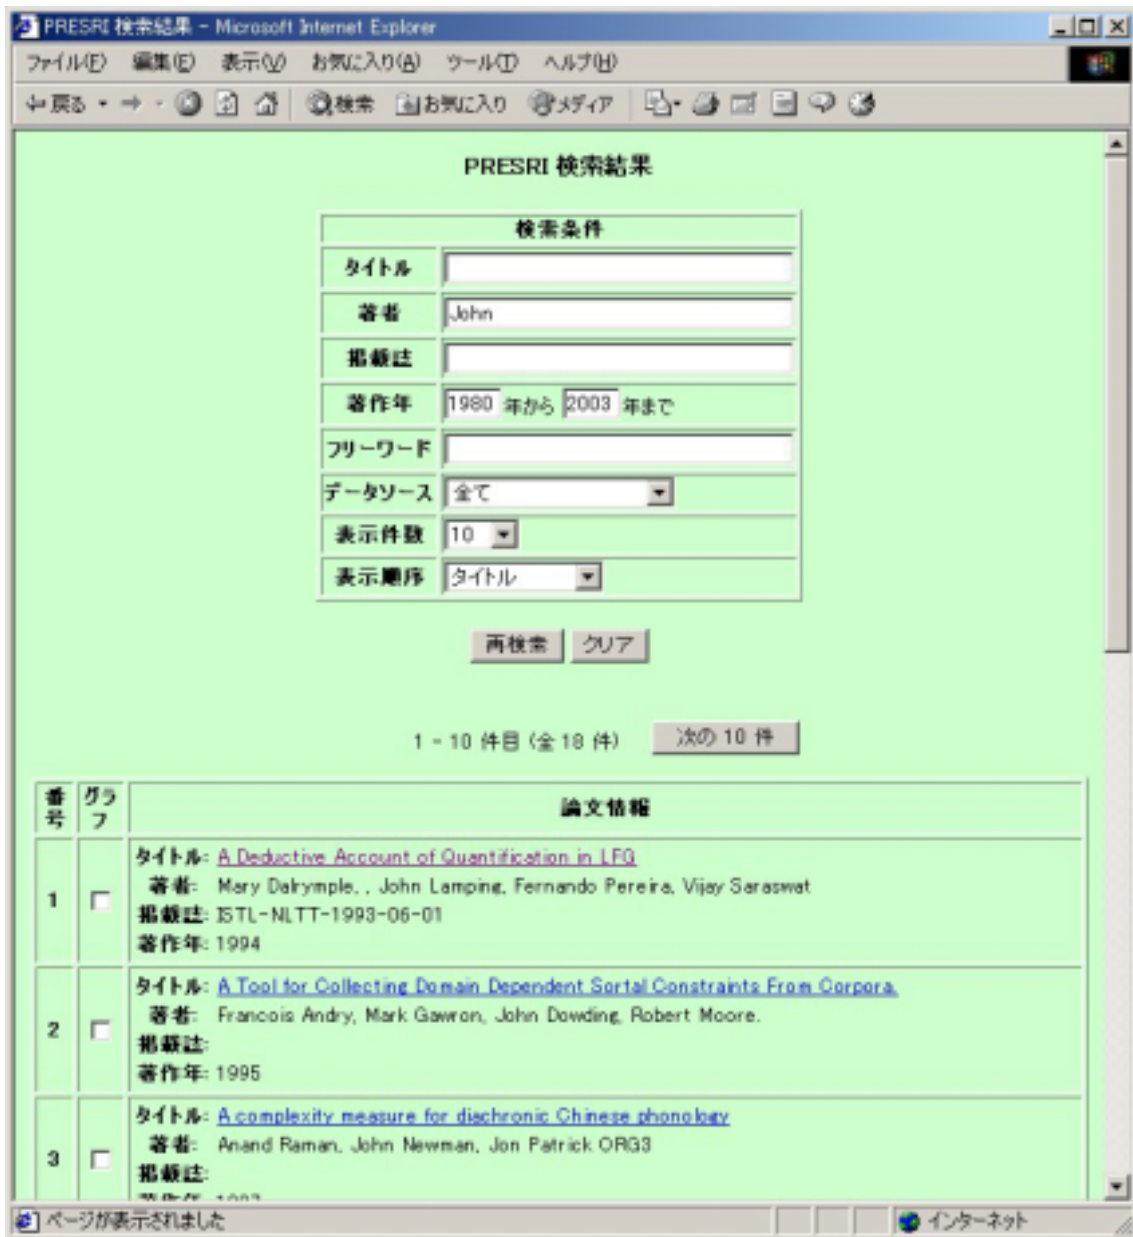 PRESRI 検索結果 - Microsoft Internet Explorer
ファイル(F) 編集(E) 表示(V) お気に入り(A) ツール(T) ヘルプ(H)
戻る 検索 お気に入り メディア
PRESRI 検索結果
検索条件
タイトル
著者 John
掲載誌
著作年 1980 年から 2003 年まで
フリーワード
データソース 全て
表示件数 10
表示順序 タイトル
再検索 クリア
1 - 10 件目 (全 18 件) 次の 10 件
番号 グラフ 論文情報
タイトル: A Deductive Account of Quantification in LFG
著者: Mary Dalrymple, , John Lamping, Fernando Pereira, Vijay Saraswat
1 掲載誌: ISTL-NLTT-1993-06-01
著作年: 1994
タイトル: A Tool for Collecting Domain Dependent Sortal Constraints From Corpora.
著者: Francois Andry, Mark Gawron, John Dowding, Robert Moore.
2 掲載誌:
著作年: 1995
タイトル: A complexity measure for diachronic Chinese phonology
著者: Anand Raman, John Newman, Jon Patrick ORG3
3 掲載誌:
ページが表示されました インターネット